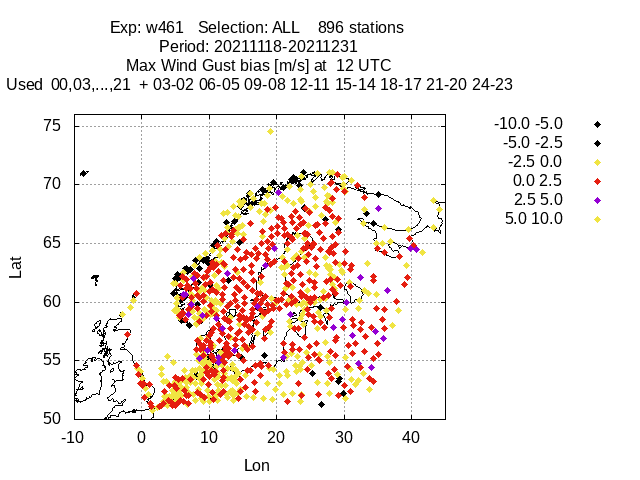 Exp: w461   Selection: ALL    896 stations
Period: 20211118-20211231
Max Wind Gust bias [m/s] at  12 UTC
Used  00,03,...,21  + 03-02 06-05 09-08 12-11 15-14 18-17 21-20 24-23
-10.0 -5.0
-5.0 -2.5
-2.5 0.0
0.0 2.5
2.5 5.0
5.0 10.0
75
70
65
60
55
50
Lat
-10 0 10 20 30 40
Lon